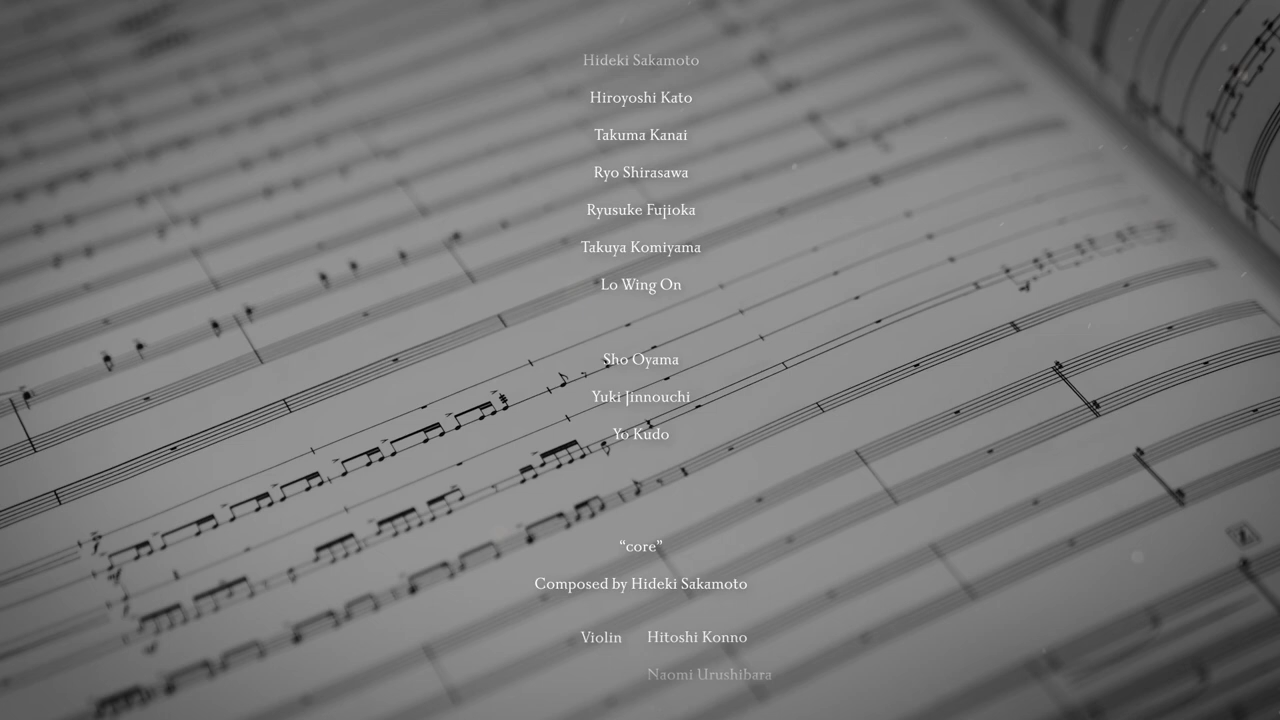 Hideki Sakamoto
Hiroyoshi Kato
Takuma Kanai
Ryo Shirasawa
Ryusuke Fujioka
Takuya Komiyama
Lo Wing On
Sho Oyama
Yuki Jinnouchi
Yo Kudo
“core”
Composed by Hideki Sakamoto
Violin Hitoshi Konno
Naomi Urushibara